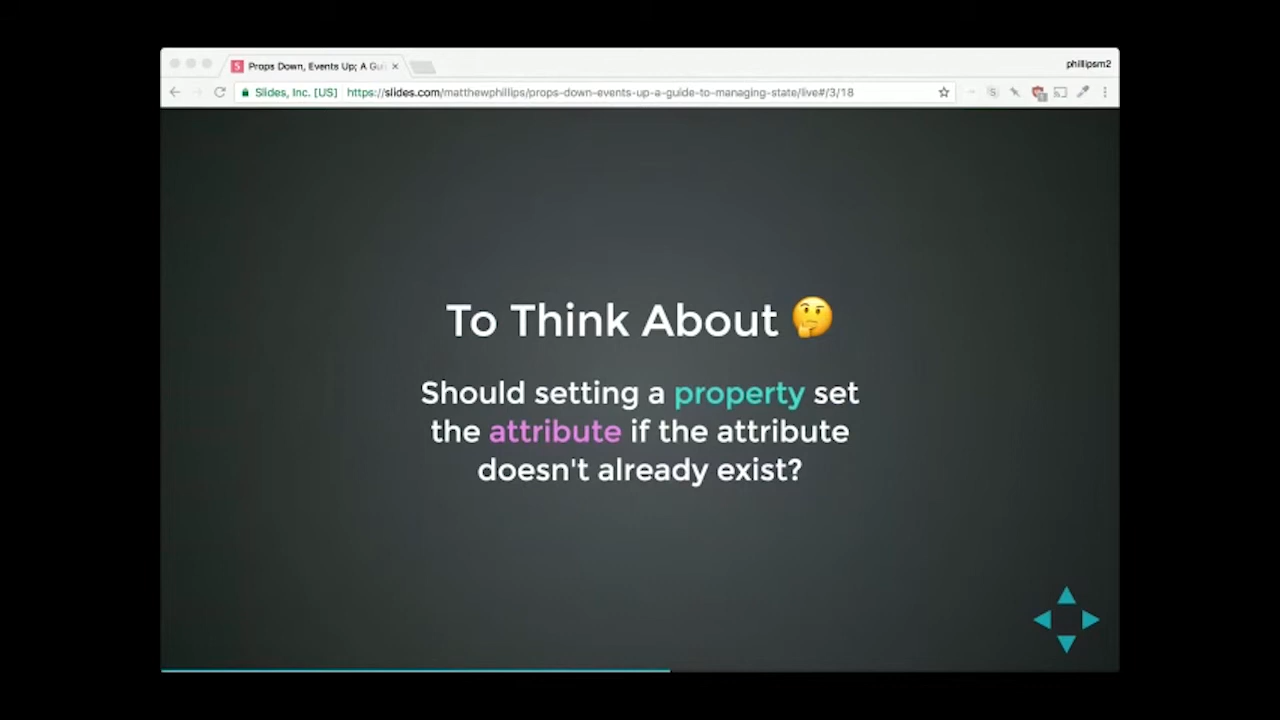 Props Down, Events Up; A Gui
phillipsm2
Slides, Inc. [US] https://slides.com/matthewphillips/props-down-events-up-a-guide-to-managing-state/live#/3/18
To Think About 🤔
Should setting a property set
the attribute if the attribute
doesn't already exist?